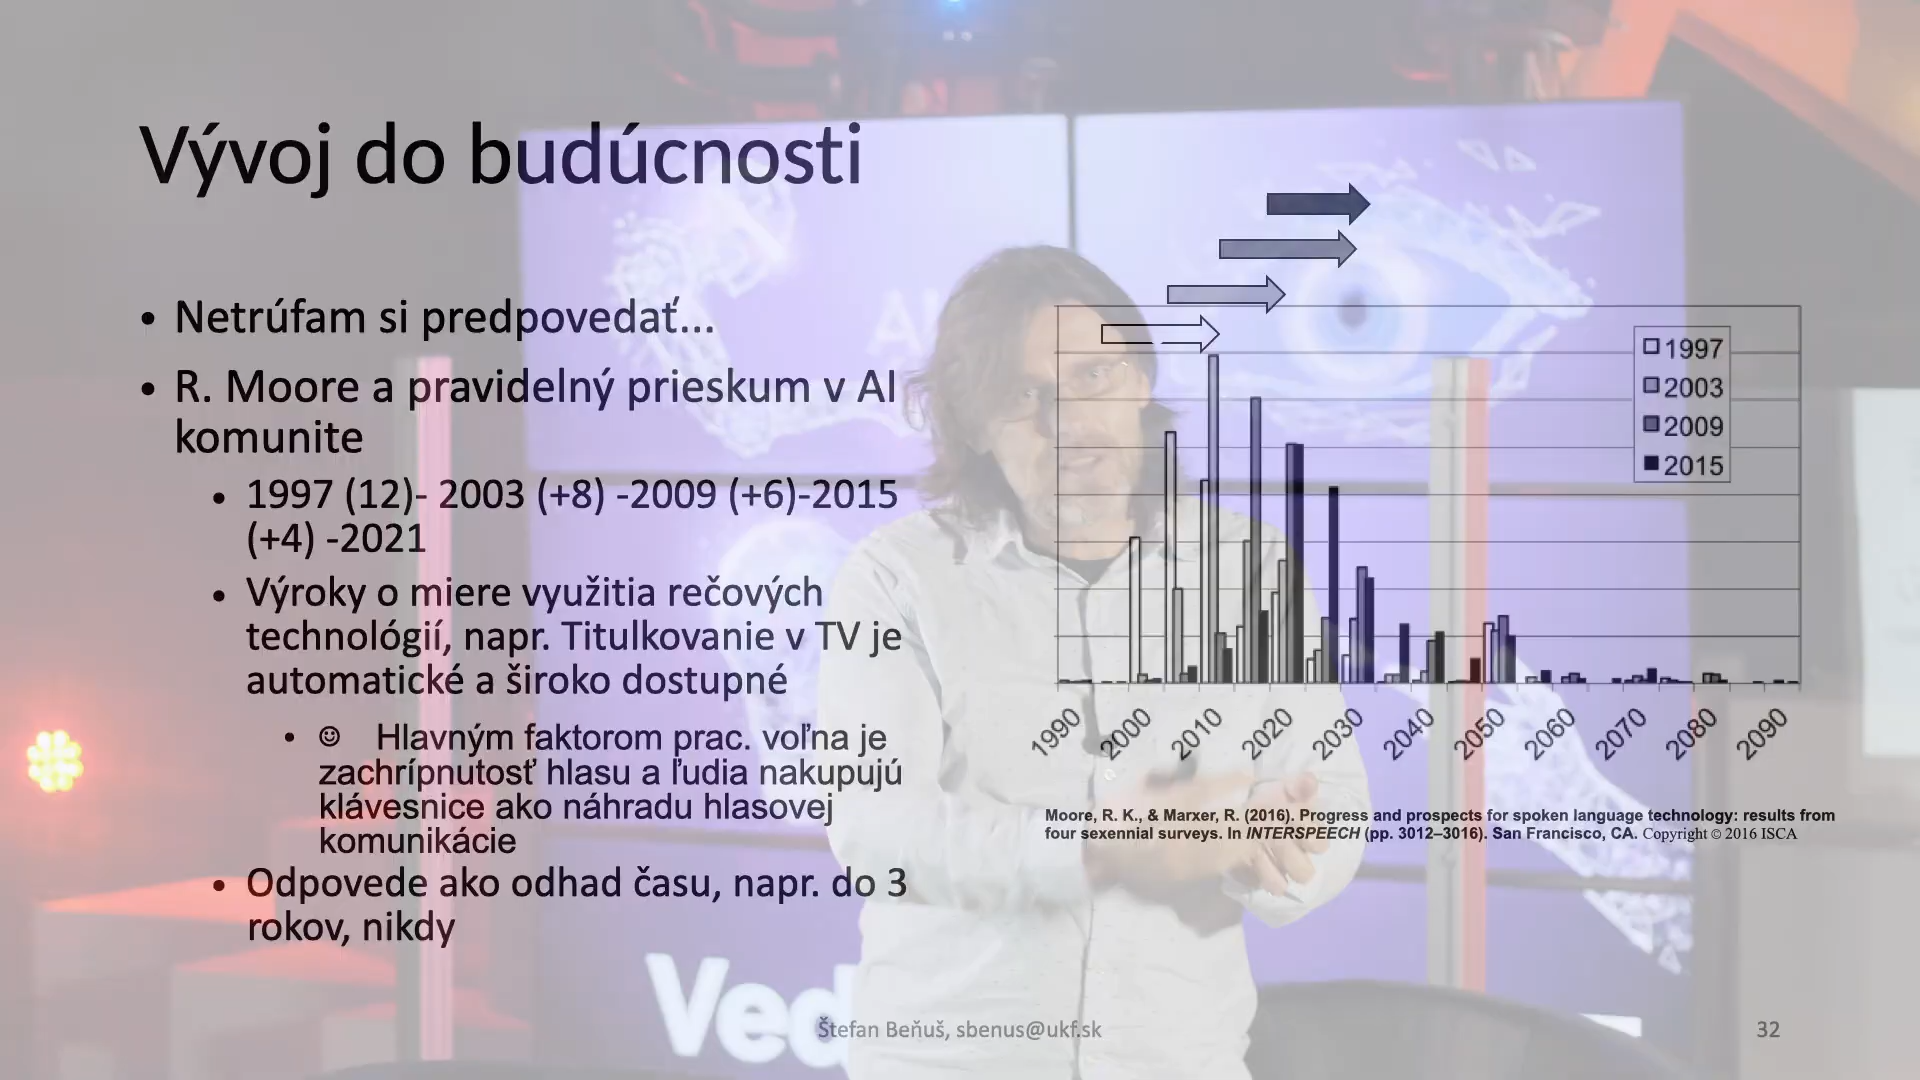 Vývoj do budúcnosti
• Netrúfam si predpovedať...
• R. Moore a pravidelný prieskum v AI
komunite
• 1997 (12)- 2003 (+8) -2009 (+6)-2015
(+4) -2021
• Výroky o miere využitia rečových
technológií, napr. Titulkovanie v TV je
automatické a široko dostupné
• ☺ Hlavným faktorom prac. voľna je
zachrípnutosť hlasu a ľudia nakupujú
klávesnice ako náhradu hlasovej
komunikácie
• Odpovede ako odhad času, napr. do 3
rokov, nikdy
1997
2003
2009
2015
1990 2000 2010 2020 2030 2040 2050 2060 2070 2080 2090
Moore, R. K., & Marxer, R. (2016). Progress and prospects for spoken language technology: results from
four sexennial surveys. In INTERSPEECH (pp. 3012–3016). San Francisco, CA. Copyright © 2016 ISCA
Štefan Beňuš, sbenus@ukf.sk
32